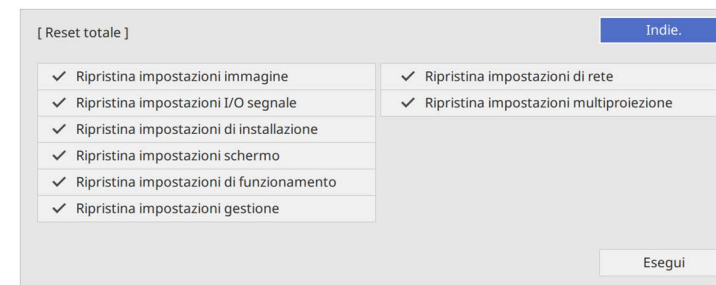 [ Reset totale ]
Indie.
Ripristina impostazioni immagine
Ripristina impostazioni I/O segnale
Ripristina impostazioni di installazione
Ripristina impostazioni schermo
Ripristina impostazioni di funzionamento
Ripristina impostazioni gestione
Ripristina impostazioni di rete
Ripristina impostazioni multiproiezione
Esegui